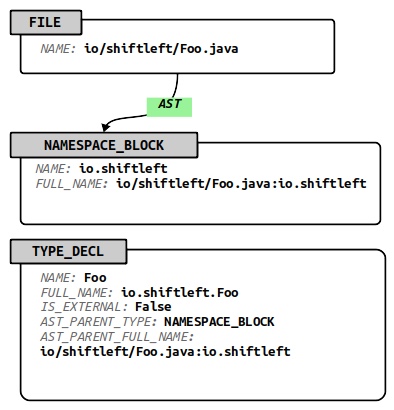 FILE
NAME: io/shiftleft/Foo.java
AST
NAMESPACE_BLOCK
NAME: io.shiftleft
FULL_NAME: io/shiftleft/Foo.java:io.shiftleft
TYPE_DECL
NAME: Foo
FULL_NAME: io.shiftleft.Foo
IS_EXTERNAL: False
AST_PARENT_TYPE: NAMESPACE_BLOCK
AST_PARENT_FULL_NAME:
io/shiftleft/Foo.java:io.shiftleft